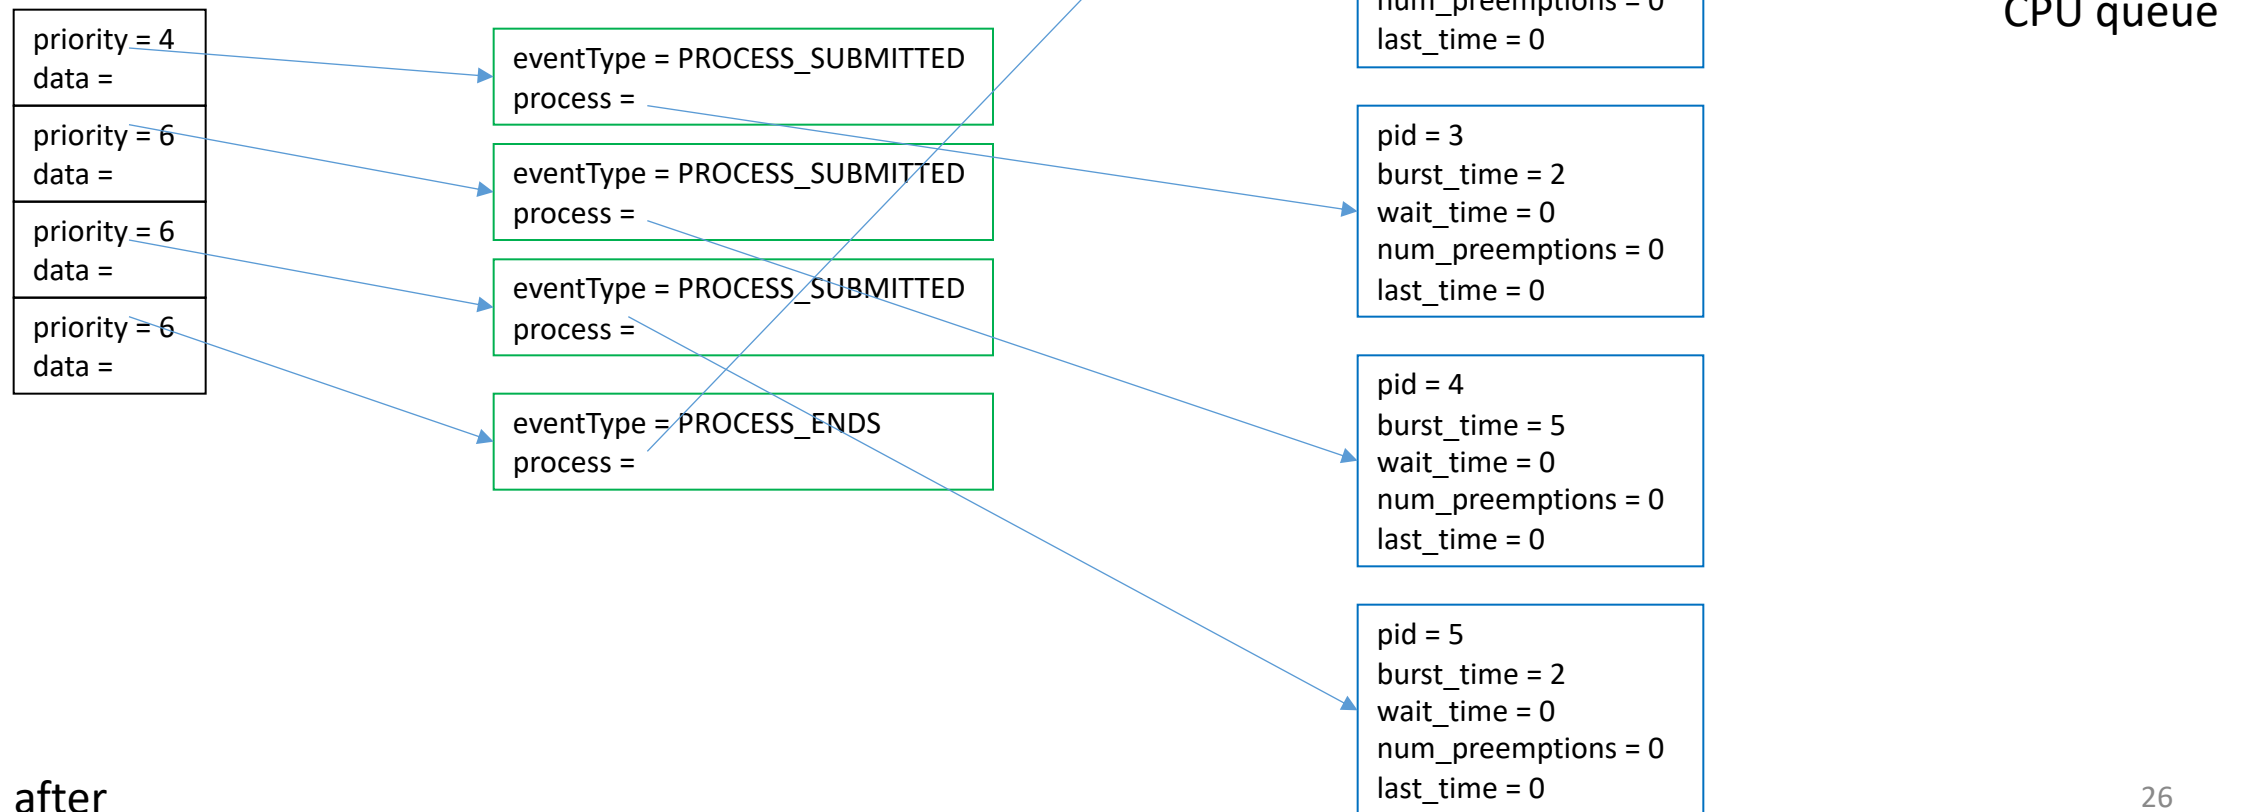 priority = 4
data =
priority = 6
data =
priority = 6
data =
priority = 6
data =
eventType = PROCESS_SUBMITTED
process =
eventType = PROCESS_SUBMITTED
process =
eventType = PROCESS_SUBMITTED
process =
eventType = PROCESS_ENDS
process =
num_preemptions = 0
last_time = 0
pid = 3
burst_time = 2
wait_time = 0
num_preemptions = 0
last_time = 0
pid = 4
burst_time = 5
wait_time = 0
num_preemptions = 0
last_time = 0
pid = 5
burst_time = 2
wait_time = 0
num_preemptions = 0
last_time = 0
CPU queue
after
26